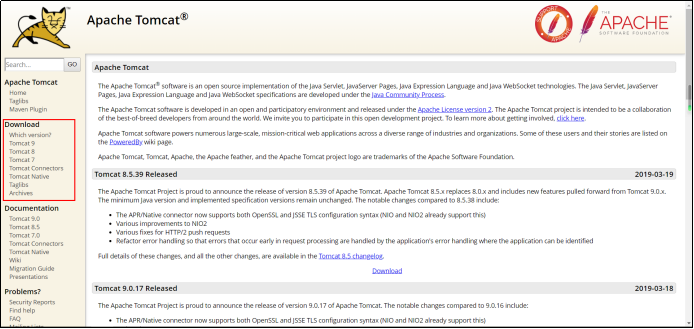 TM
Apache Tomcat®
SUPPORT APACHE
THE
APACHE
SOFTWARE FOUNDATION
Search... GO
Apache Tomcat
Home
Taglibs
Maven Plugin
Download
Which version?
Tomcat 9
Tomcat 8
Tomcat 7
Tomcat Connectors
Tomcat Native
Taglibs
Archives
Documentation
Tomcat 9.0
Tomcat 8.5
Tomcat 7.0
Tomcat Connectors
Tomcat Native
Wiki
Migration Guide
Presentations
Problems?
Security Reports
Find help
FAQ
Mailing Lists
Apache Tomcat
The Apache Tomcat® software is an open source implementation of the Java Servlet, JavaServer Pages, Java Expression Language and Java WebSocket technologies. The Java Servlet, JavaServer
Pages, Java Expression Language and Java WebSocket specifications are developed under the Java Community Process.
The Apache Tomcat software is developed in an open and participatory environment and released under the Apache License version 2. The Apache Tomcat project is intended to be a collaboration
of the best-of-breed developers from around the world. We invite you to participate in this open development project. To learn more about getting involved, click here.
Apache Tomcat software powers numerous large-scale, mission-critical web applications across a diverse range of industries and organizations. Some of these users and their stories are listed on
the PoweredBy wiki page.
Apache Tomcat, Tomcat, Apache, the Apache feather, and the Apache Tomcat project logo are trademarks of the Apache Software Foundation.
Tomcat 8.5.39 Released 2019-03-19
The Apache Tomcat Project is proud to announce the release of version 8.5.39 of Apache Tomcat. Apache Tomcat 8.5.x replaces 8.0.x and includes new features pulled forward from Tomcat 9.0.x.
The minimum Java version and implemented specification versions remain unchanged. The notable changes compared to 8.5.38 include:
• The APR/Native connector now supports both OpenSSL and JSSE TLS configuration syntax (NIO and NIO2 already support this)
• Various improvements to NIO2
• Various fixes for HTTP/2 push requests
• Refactor error handling so that errors that occur early in request processing are handled by the application's error handling where the application can be identified
Full details of these changes, and all the other changes, are available in the Tomcat 8.5 changelog.
Download
Tomcat 9.0.17 Released 2019-03-18
The Apache Tomcat Project is proud to announce the release of version 9.0.17 of Apache Tomcat. The notable changes compared to 9.0.16 include:
• The APR/Native connector now supports both OpenSSL and JSSE TLS configuration syntax (NIO and NIO2 already support this)